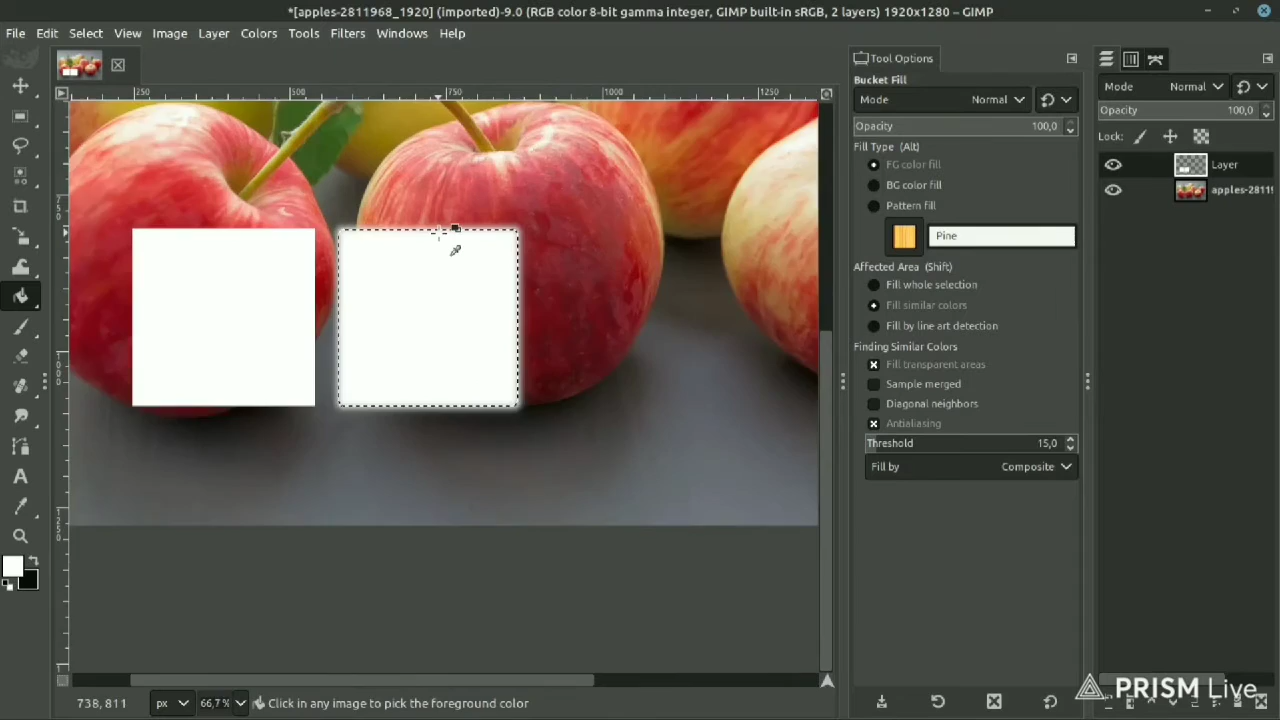 *[apples-2811968_1920] (imported)-9.0 (RGB color 8-bit gamma integer, GIMP built-in sRGB, 2 layers) 1920x1280 – GIMP
File Edit Select View Image Layer Colors Tools Filters Windows Help
Tool Options
Bucket Fill
Mode Normal
Opacity 100,0
Fill Type (Alt)
FG color fill
BG color fill
Pattern fill
Pine
Affected Area (Shift)
Fill whole selection
Fill similar colors
Fill by line art detection
Finding Similar Colors
Fill transparent areas
Sample merged
Diagonal neighbors
Antialiasing
Threshold 15,0
Fill by Composite
Mode Normal
Opacity 100,0
Lock:
Layer
apples-2811
250 500 750 1000 1250
750
1000
1250
738, 811 px 66,7% Click in any image to pick the foreground color
PRISM Live